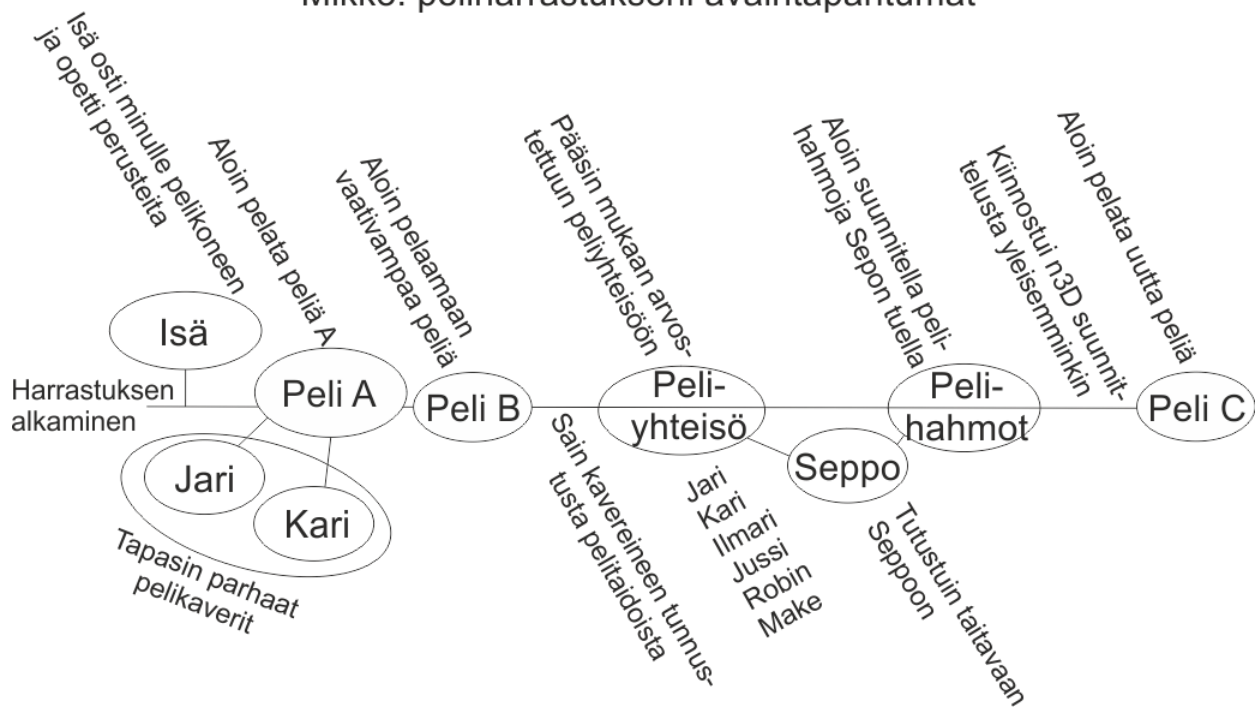 Mikko: peliharrastukseni avaintapahtumat
Isä osti minulle pelikoneen
ja opetti perusteita
Aloin pelata peliä A
Aloin pelaamaan
vaativampaa peliä
Pääsin mukaan arvos-
tettuun peliyhteisöön
Aloin suunnitella peli-
hahmoja Sepon tuella
Kiinnostui n3D suunnit-
telusta yleisemminkin
Aloin pelata uutta peliä
Isä
Harrastuksen
alkaminen
Peli A
Peli B
Peli-
yhteisö
Peli-
hahmot
Peli C
Seppo
Jari
Kari
Tapasin parhaat
pelikaverit
Sain kavereineen tunnus-
tusta pelitaidoista
Jari
Kari
Ilmari
Jussi
Robin
Make
Tutustuin taitavaan
Seppoon